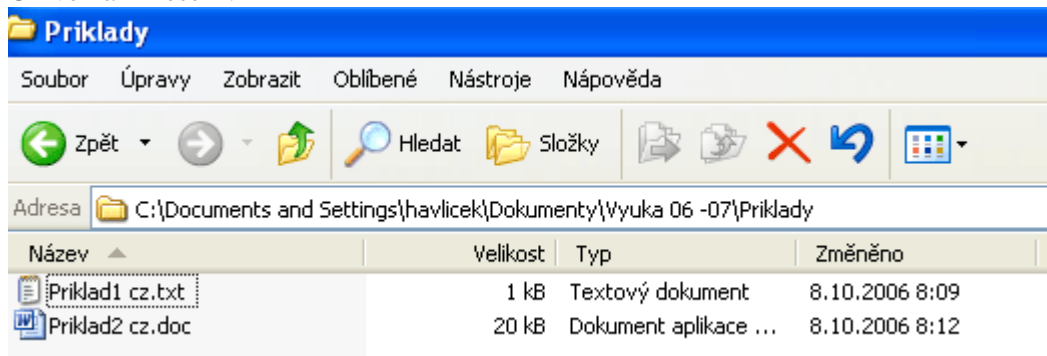 Priklady
Soubor Úpravy Zobrazit Oblíbené Nástroje Nápověda
Zpět Hledat Složky
Adresa C:\Documents and Settings\havlicek\Dokumenty\Vyuka 06 -07\Priklady
Název Velikost Typ Změněno
Priklad1 cz.txt 1 kB Textový dokument 8.10.2006 8:09
Priklad2 cz.doc 20 kB Dokument aplikace ... 8.10.2006 8:12